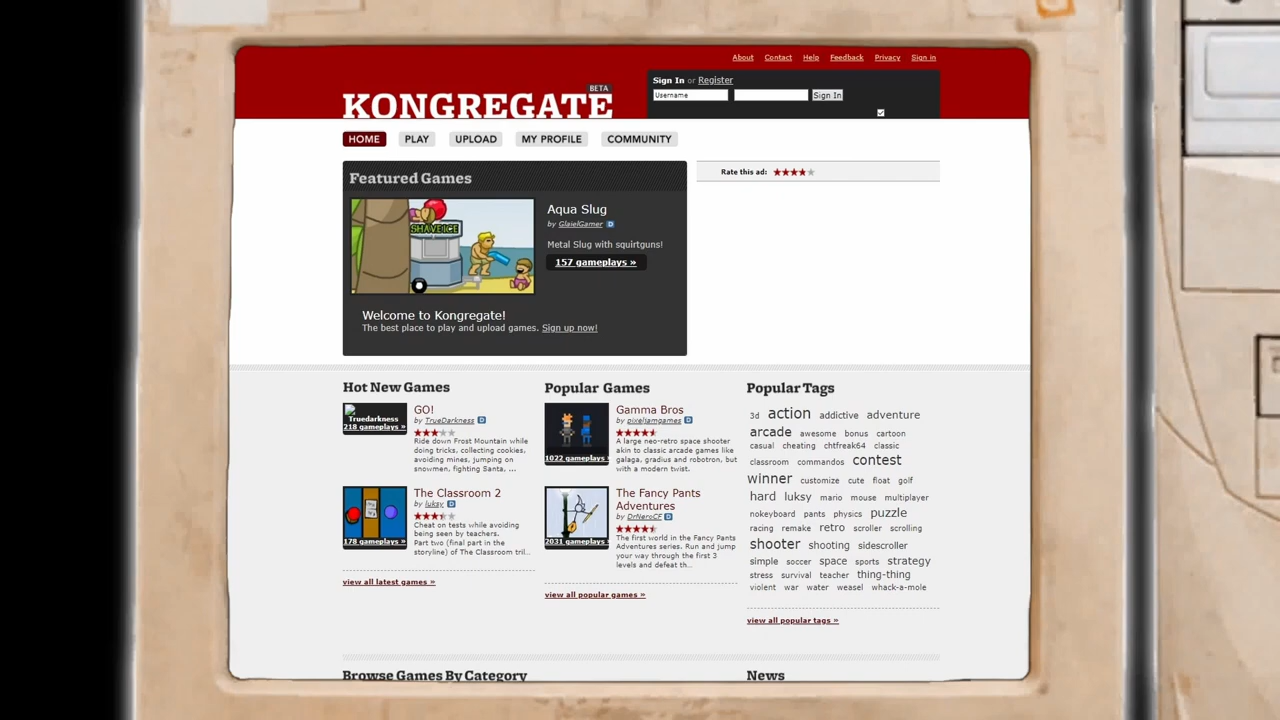 About Contact Help Feedback Privacy Sign in
Sign In or Register
Username Sign In
KONGREGATE BETA
HOME PLAY UPLOAD MY PROFILE COMMUNITY
Featured Games
SHAVE ICE
Aqua Slug
by GlaielGamer D
Metal Slug with squirtguns!
157 gameplays »
Welcome to Kongregate!
The best place to play and upload games. Sign up now!
Rate this ad:
Hot New Games
Truedarkness
218 gameplays »
GO!
by TrueDarkness D
Ride down Frost Mountain while
doing tricks, collecting cookies,
avoiding mines, jumping on
snowmen, fighting Santa, ...
178 gameplays »
The Classroom 2
by luksy D
Cheat on tests while avoiding
being seen by teachers.
Part two (final part in the
storyline) of The Classroom tril...
view all latest games »
Popular Games
1022 gameplays »
Gamma Bros
by pixeljamgames D
A large neo-retro space shooter
akin to classic arcade games like
galaga, gradius and robotron, but
with a modern twist.
2031 gameplays »
The Fancy Pants
Adventures
by DrNeroCF D
The first world in the Fancy Pants
Adventures series. Run and jump
your way through the first 3
levels and defeat th...
view all popular games »
Popular Tags
3d action addictive adventure
arcade awesome bonus cartoon
casual cheating chtfreak64 classic
classroom commandos contest
winner customize cute float golf
hard luksy mario mouse multiplayer
nokeyboard pants physics puzzle
racing remake retro scroller scrolling
shooter shooting sidescroller
simple soccer space sports strategy
stress survival teacher thing-thing
violent war water weasel whack-a-mole
view all popular tags »
Browse Games By Category
News